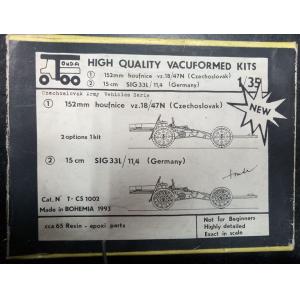 TOUDA
HIGH QUALITY VACUFORMED KITS
① 152mm houfnice vz.18/47N (Czechoslovak)
② 15 cm SIG 33L/11,4 (Germany)
1/35
Czechoslovak Army Vehicles Serie
① 152mm houfnice vz.18/47N (Czechoslovak)
NEW
2 options 1 kit
② 15 cm SIG 33L/11,4 (Germany)
Cat. N° T-CS 1002
Made in BOHEMIA 1993
cca 65 Resin - epoxi parts
Not for Beginners
Highly detailed
Exact in scale